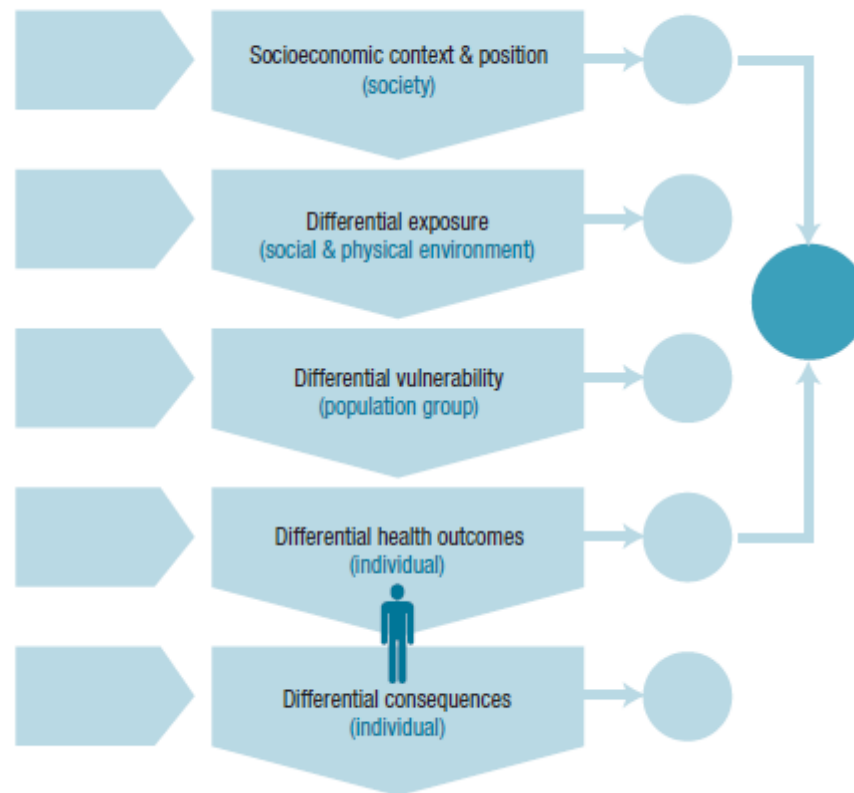 Socioeconomic context & position
(society)
Differential exposure
(social & physical environment)
Differential vulnerability
(population group)
Differential health outcomes
(individual)
Differential consequences
(individual)